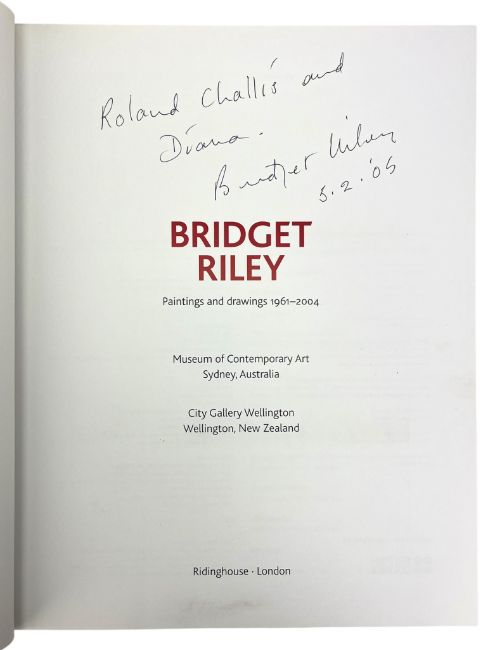 Roland Challis and
Diana.
Bridget Riley
5.2.'05
BRIDGET
RILEY
Paintings and drawings 1961–2004
Museum of Contemporary Art
Sydney, Australia
City Gallery Wellington
Wellington, New Zealand
Ridinghouse · London